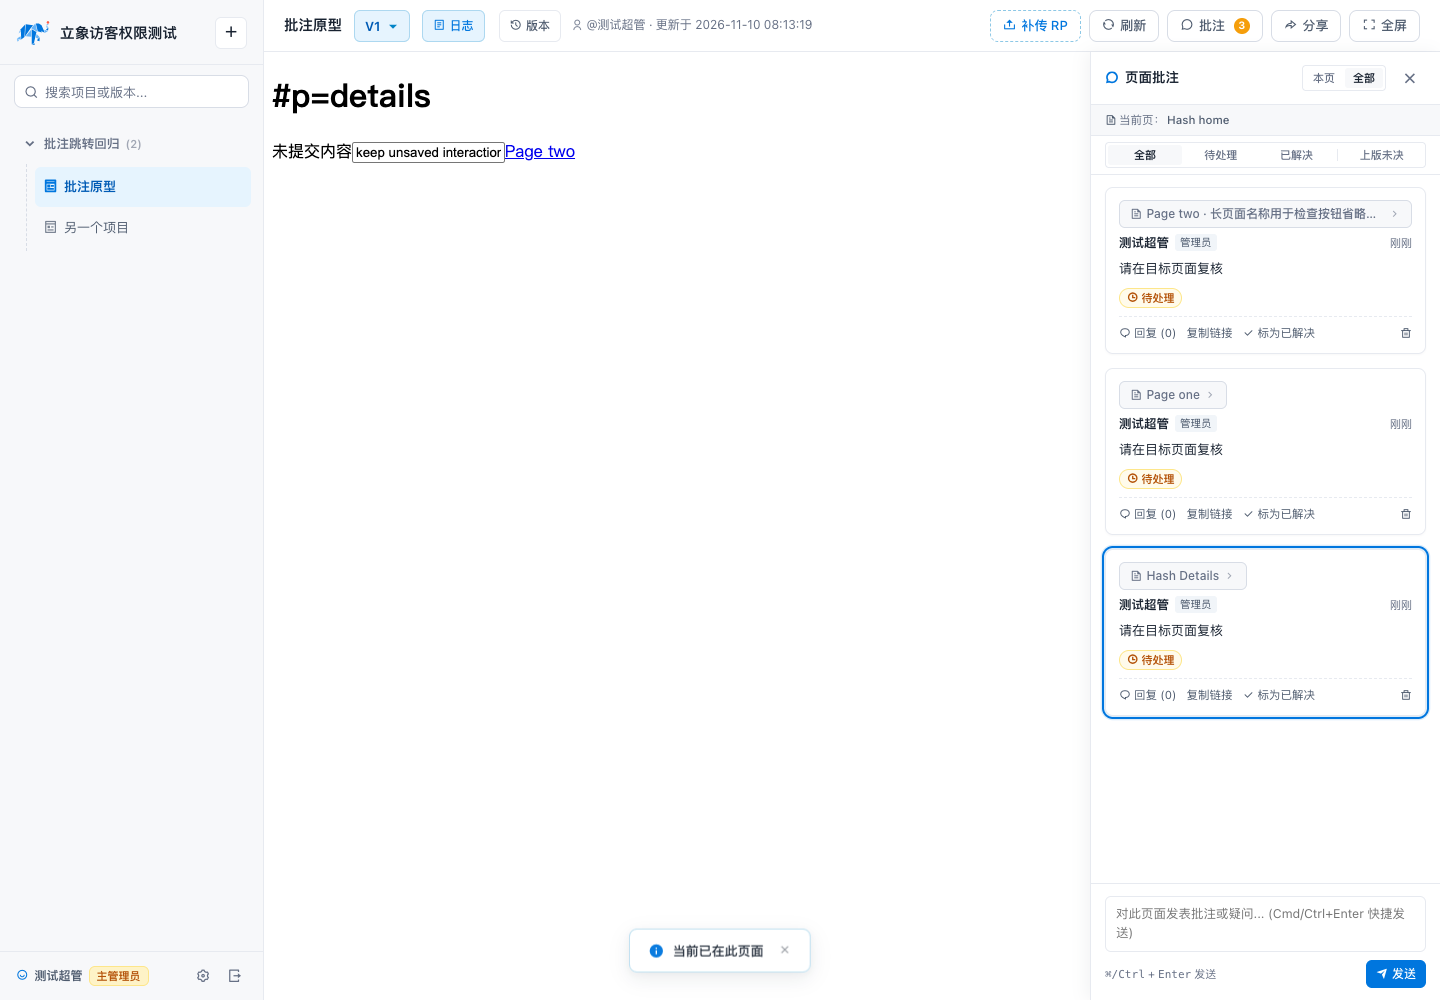 立象访客权限测试
+
搜索项目或版本...
批注跳转回归 (2)
批注原型
另一个项目
测试超管 主管理员
批注原型 V1 日志 版本 @测试超管 · 更新于 2026-11-10 08:13:19
补传 RP 刷新 批注 3 分享 全屏
#p=details
未提交内容 keep unsaved interaction Page two
当前已在此页面
页面批注 本页 全部
当前页： Hash home
全部 待处理 已解决 上版未决
Page two · 长页面名称用于检查按钮省略...
测试超管 管理员 刚刚
请在目标页面复核
待处理
回复 (0) 复制链接 标为已解决
Page one
测试超管 管理员 刚刚
请在目标页面复核
待处理
回复 (0) 复制链接 标为已解决
Hash Details
测试超管 管理员 刚刚
请在目标页面复核
待处理
回复 (0) 复制链接 标为已解决
对此页面发表批注或疑问... (Cmd/Ctrl+Enter 快捷发
送)
⌘/Ctrl + Enter 发送 发送